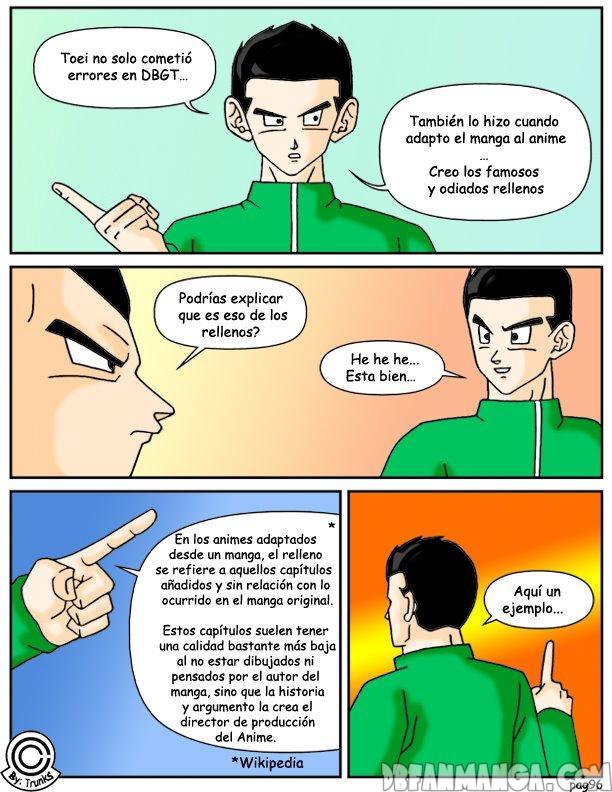 Toei no solo cometió
errores en DBGT...
También lo hizo cuando
adapto el manga al anime
...
Creo los famosos
y odiados rellenos
Podrías explicar
que es eso de los
rellenos?
He he he...
Esta bien...
*
En los animes adaptados
desde un manga, el relleno
se refiere a aquellos capítulos
añadidos y sin relación con lo
ocurrido en el manga original.
Estos capítulos suelen tener
una calidad bastante más baja
al no estar dibujados ni
pensados por el autor del
manga, sino que la historia
y argumento la crea el
director de producción
del Anime.
*Wikipedia
Aquí un
ejemplo...
By: Trunks
DBFANMANGA.COM
pag96